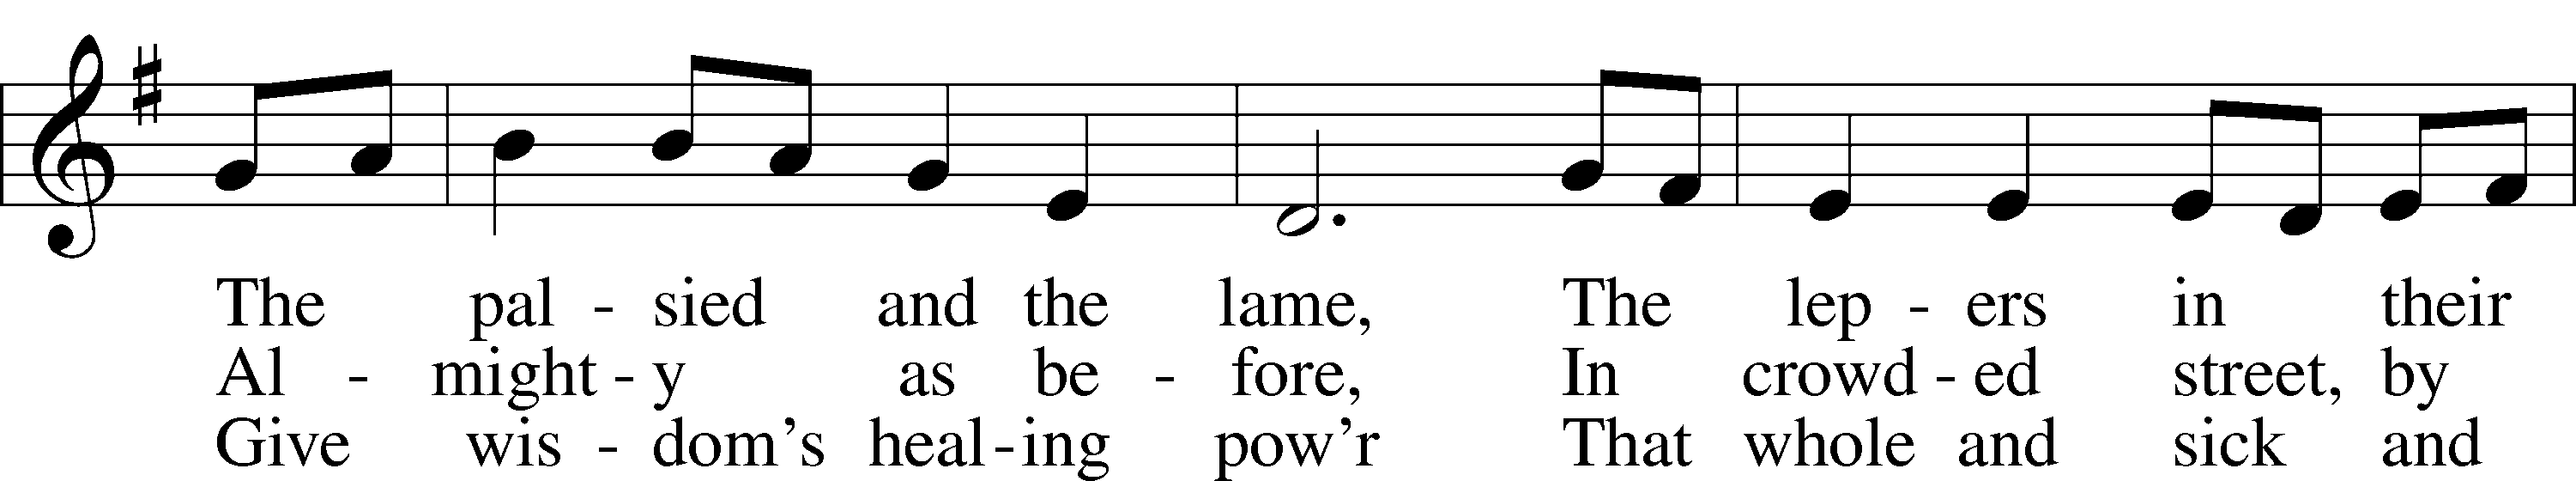 The pal - sied and the lame, The lep - ers in their
Al - might - y as be - fore, In crowd - ed street, by
Give wis - dom's heal - ing pow'r That whole and sick and